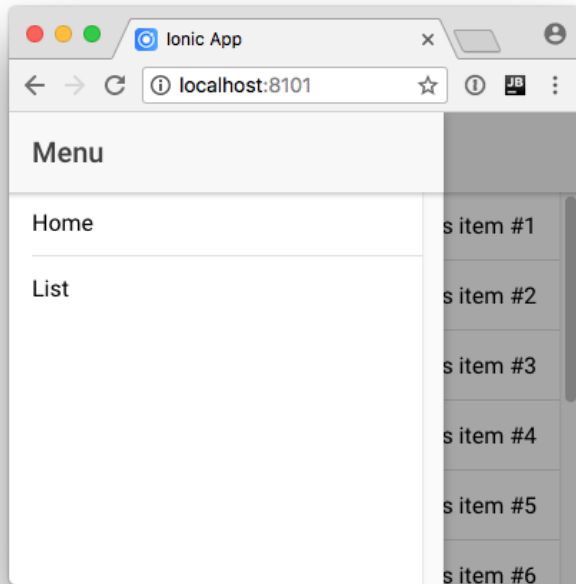 Ionic App
localhost:8101
JB
Menu
Home
List
s item #1
s item #2
s item #3
s item #4
s item #5
s item #6